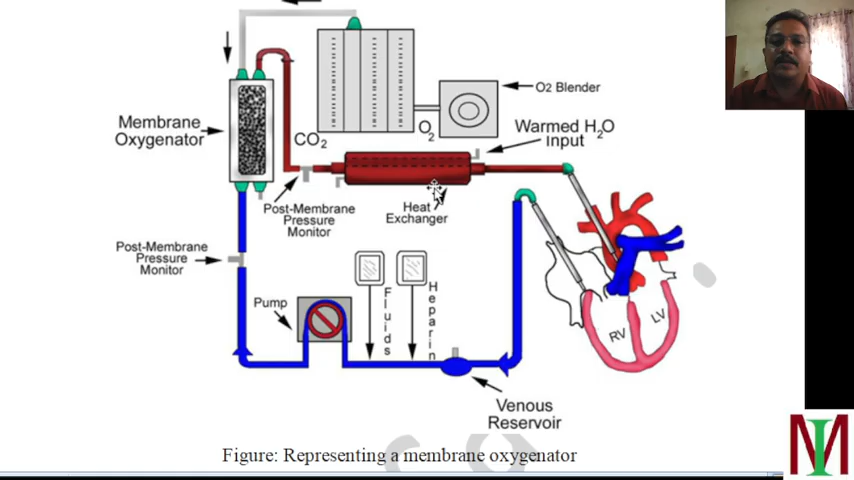 O2 Blender
Membrane
Oxygenator
CO2
O2
Warmed H2O
input
Post-Membrane
Pressure
Monitor
Heat
Exchanger
Post-Membrane
Pressure
Monitor
Pump
Fluids
Heparin
RV
LV
Venous
Reservoir
Figure: Representing a membrane oxygenator
M